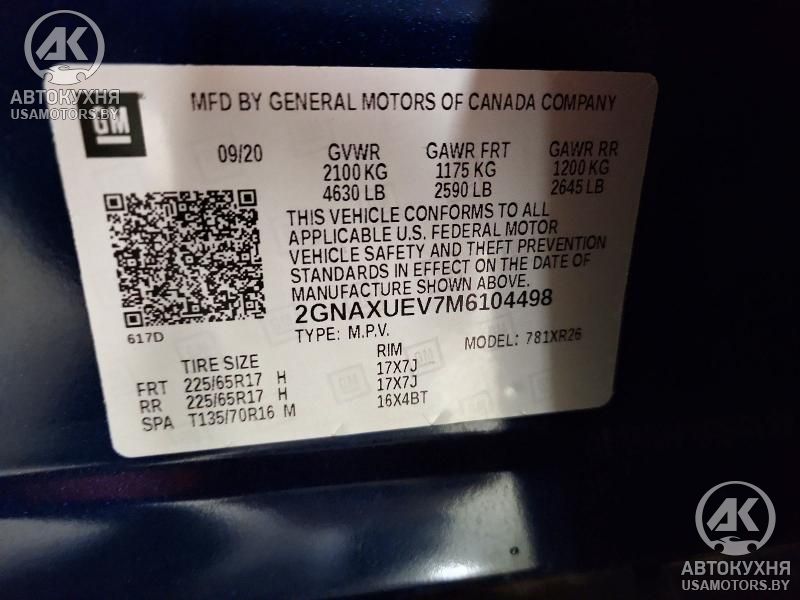 АК
АВТОКУХНЯ
USAMOTORS.BY
GM
MFD BY GENERAL MOTORS OF CANADA COMPANY
09/20 GVWR GAWR FRT GAWR RR
2100 KG 1175 KG 1200 KG
4630 LB 2590 LB 2645 LB
THIS VEHICLE CONFORMS TO ALL
APPLICABLE U.S. FEDERAL MOTOR
VEHICLE SAFETY AND THEFT PREVENTION
STANDARDS IN EFFECT ON THE DATE OF
MANUFACTURE SHOWN ABOVE.
2GNAXUEV7M6104498
617D
TYPE: M.P.V. MODEL: 781XR26
TIRE SIZE RIM
FRT 225/65R17 H 17X7J
RR 225/65R17 H 17X7J
SPA T135/70R16 M 16X4BT
GM
GM
АК
АВТОКУХНЯ
USAMOTORS.BY